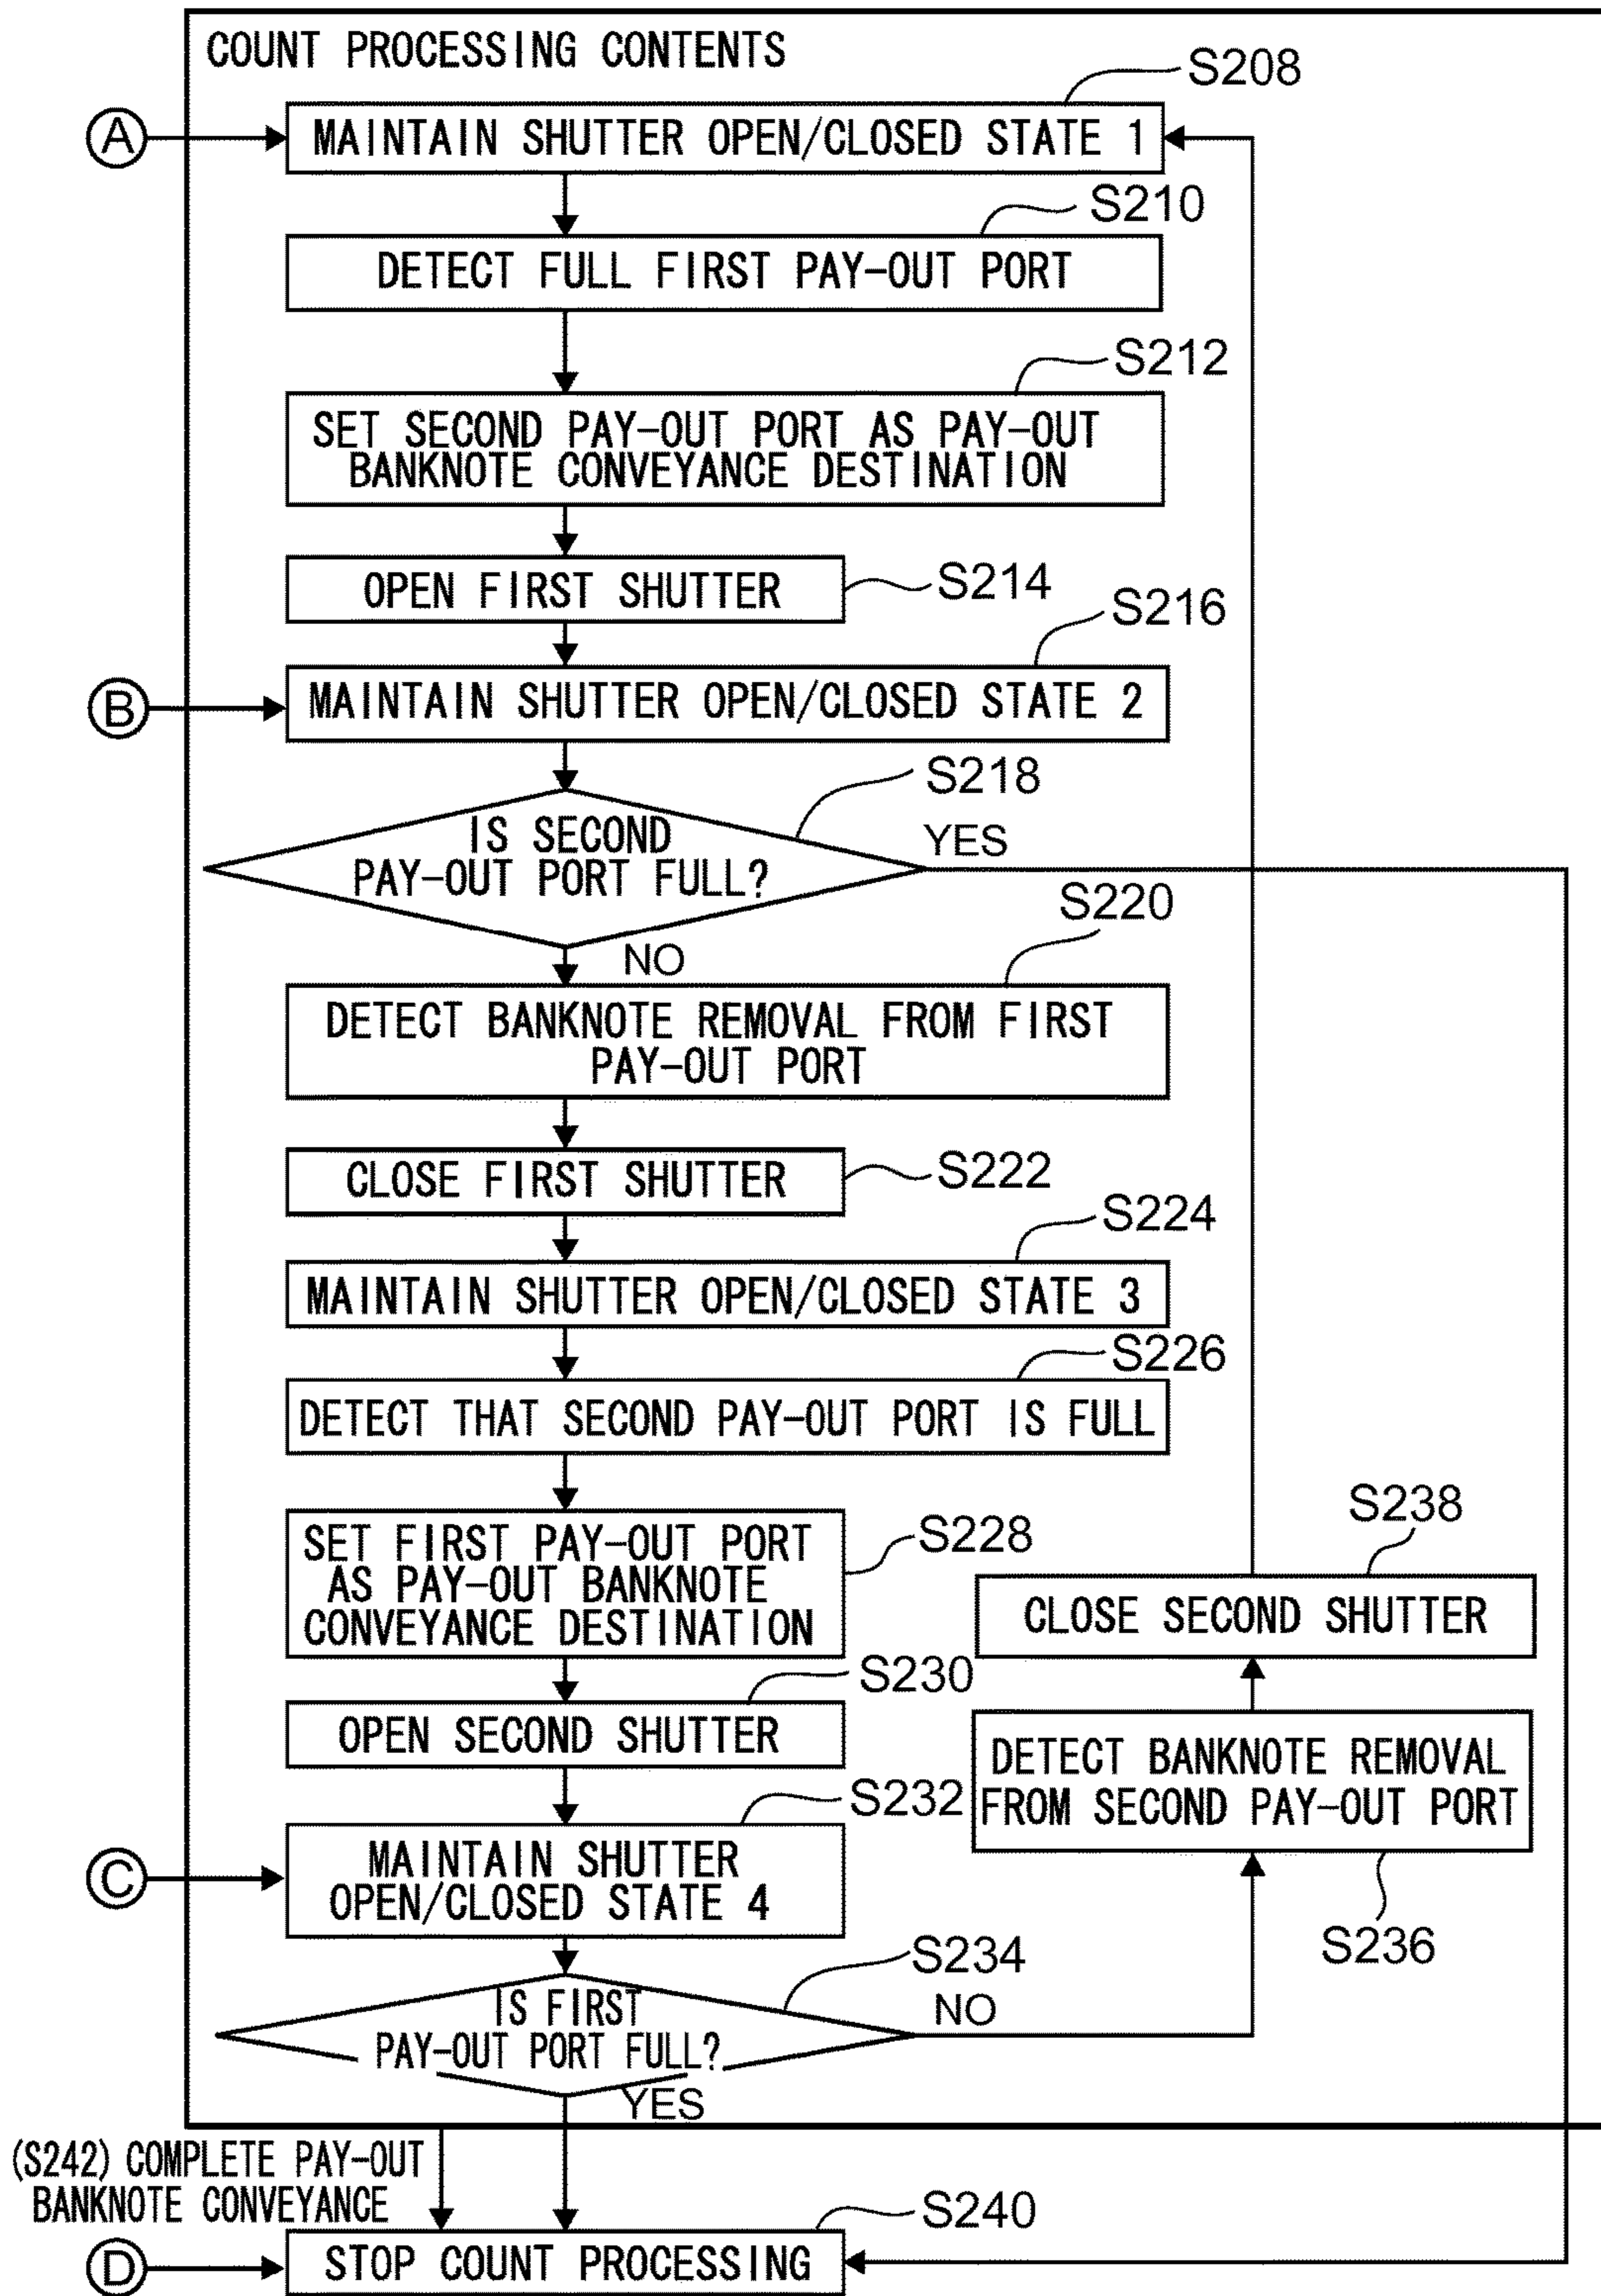 COUNT PROCESSING CONTENTS
S208
A
MAINTAIN SHUTTER OPEN/CLOSED STATE 1
S210
DETECT FULL FIRST PAY-OUT PORT
S212
SET SECOND PAY-OUT PORT AS PAY-OUT
BANKNOTE CONVEYANCE DESTINATION
OPEN FIRST SHUTTER
S214
S216
B
MAINTAIN SHUTTER OPEN/CLOSED STATE 2
S218
IS SECOND
PAY-OUT PORT FULL?
YES
S220
NO
DETECT BANKNOTE REMOVAL FROM FIRST
PAY-OUT PORT
CLOSE FIRST SHUTTER
S222
S224
MAINTAIN SHUTTER OPEN/CLOSED STATE 3
S226
DETECT THAT SECOND PAY-OUT PORT IS FULL
SET FIRST PAY-OUT PORT
AS PAY-OUT BANKNOTE
CONVEYANCE DESTINATION
S228
S238
CLOSE SECOND SHUTTER
S230
OPEN SECOND SHUTTER
DETECT BANKNOTE REMOVAL
FROM SECOND PAY-OUT PORT
S232
C
MAINTAIN SHUTTER
OPEN/CLOSED STATE 4
S236
S234
IS FIRST
PAY-OUT PORT FULL?
NO
YES
(S242) COMPLETE PAY-OUT
BANKNOTE CONVEYANCE
S240
D
STOP COUNT PROCESSING